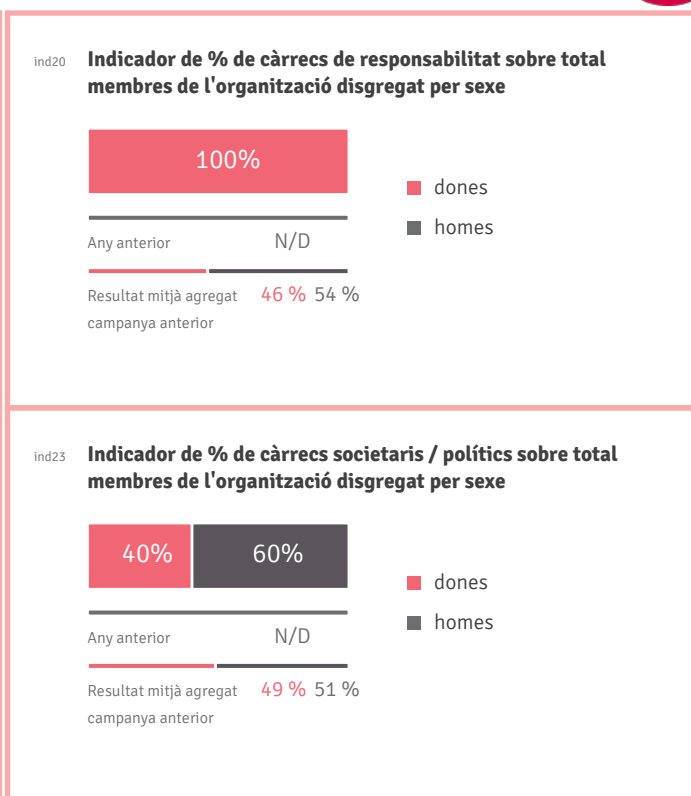 ind20 Indicador de % de càrrecs de responsabilitat sobre total
membres de l'organització disgregat per sexe
100%
dones
homes
Any anterior N/D
Resultat mitjà agregat 46 % 54 %
campanya anterior
ind23 Indicador de % de càrrecs societaris / polítics sobre total
membres de l'organització disgregat per sexe
40% 60%
dones
homes
Any anterior N/D
Resultat mitjà agregat 49 % 51 %
campanya anterior